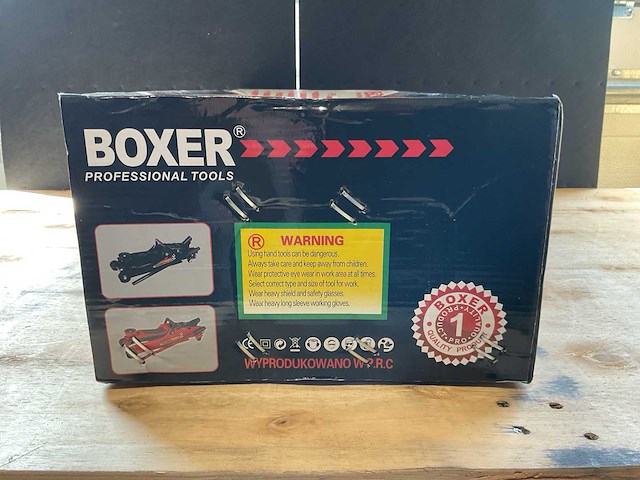 BOXER®
PROFESSIONAL TOOLS
® WARNING
Using hand tools can be dangerous.
Always take care and keep away from children.
Wear protective eye wear in work area at all times.
Select correct type and size of tool for work.
Wear heavy shield and safety glasses.
Wear heavy long sleeve working gloves.
BOXER
1
QUALITY PRODUCT
WYPRODUKOWANO W P.R.C